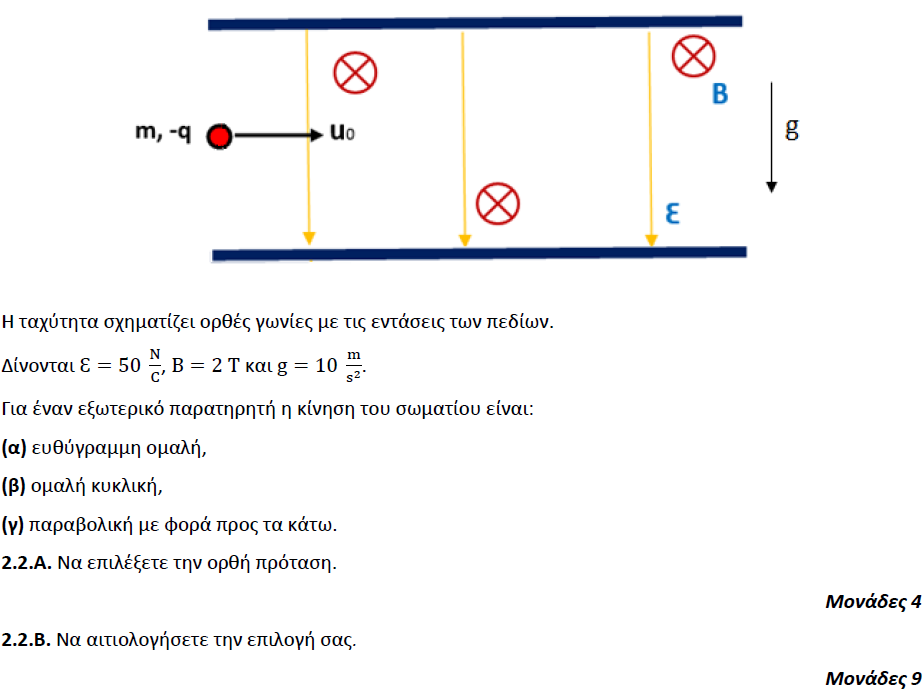 B
m, -q
u₀
g
ε
Η ταχύτητα σχηματίζει ορθές γωνίες με τις εντάσεις των πεδίων.
Δίνονται Ɛ = 50 N/C, B = 2 T και g = 10 m/s².
Για έναν εξωτερικό παρατηρητή η κίνηση του σωματίου είναι:
(α) ευθύγραμμη ομαλή,
(β) ομαλή κυκλική,
(γ) παραβολική με φορά προς τα κάτω.
2.2.Α. Να επιλέξετε την ορθή πρόταση.
Μονάδες 4
2.2.Β. Να αιτιολογήσετε την επιλογή σας.
Μονάδες 9